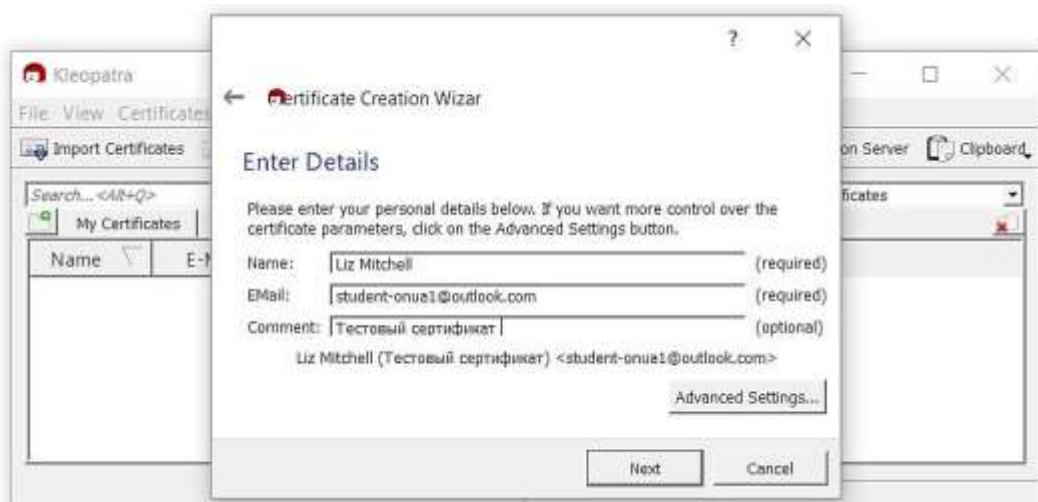 ? ×
Kleopatra
File View Certificates
← ertificate Creation Wizar
Import Certificates
on Server Clipboard
Enter Details
Search...<Alt+Q>
ficates
Please enter your personal details below. If you want more control over the
certificate parameters, click on the Advanced Settings button.
My Certificates
Name E-M
Name: Liz Mitchell (required)
EMail: student-onua1@outlook.com (required)
Comment: Тестовый сертификат (optional)
Liz Mitchell (Тестовый сертификат) <student-onua1@outlook.com>
Advanced Settings...
Next Cancel